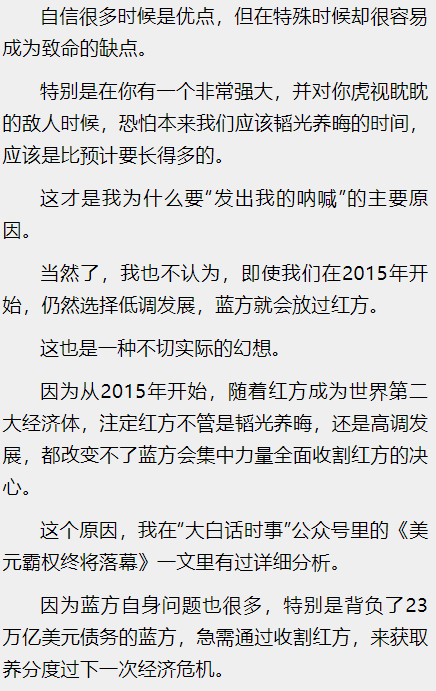 自信很多时候是优点，但在特殊时候却很容易
成为致命的缺点。
特别是在你有一个非常强大，并对你虎视眈眈
的敌人时候，恐怕本来我们应该韬光养晦的时间，
应该是比预计要长得多的。
这才是我为什么要“发出我的呐喊”的主要原
因。
当然了，我也不认为，即使我们在2015年开
始，仍然选择低调发展，蓝方就会放过红方。
这也是一种不切实际的幻想。
因为从2015年开始，随着红方成为世界第二
大经济体，注定红方不管是韬光养晦，还是高调发
展，都改变不了蓝方会集中力量全面收割红方的决
心。
这个原因，我在“大白话时事”公众号里的《美
元霸权终将落幕》一文里有过详细分析。
因为蓝方自身问题也很多，特别是背负了23
万亿美元债务的蓝方，急需通过收割红方，来获取
养分度过下一次经济危机。